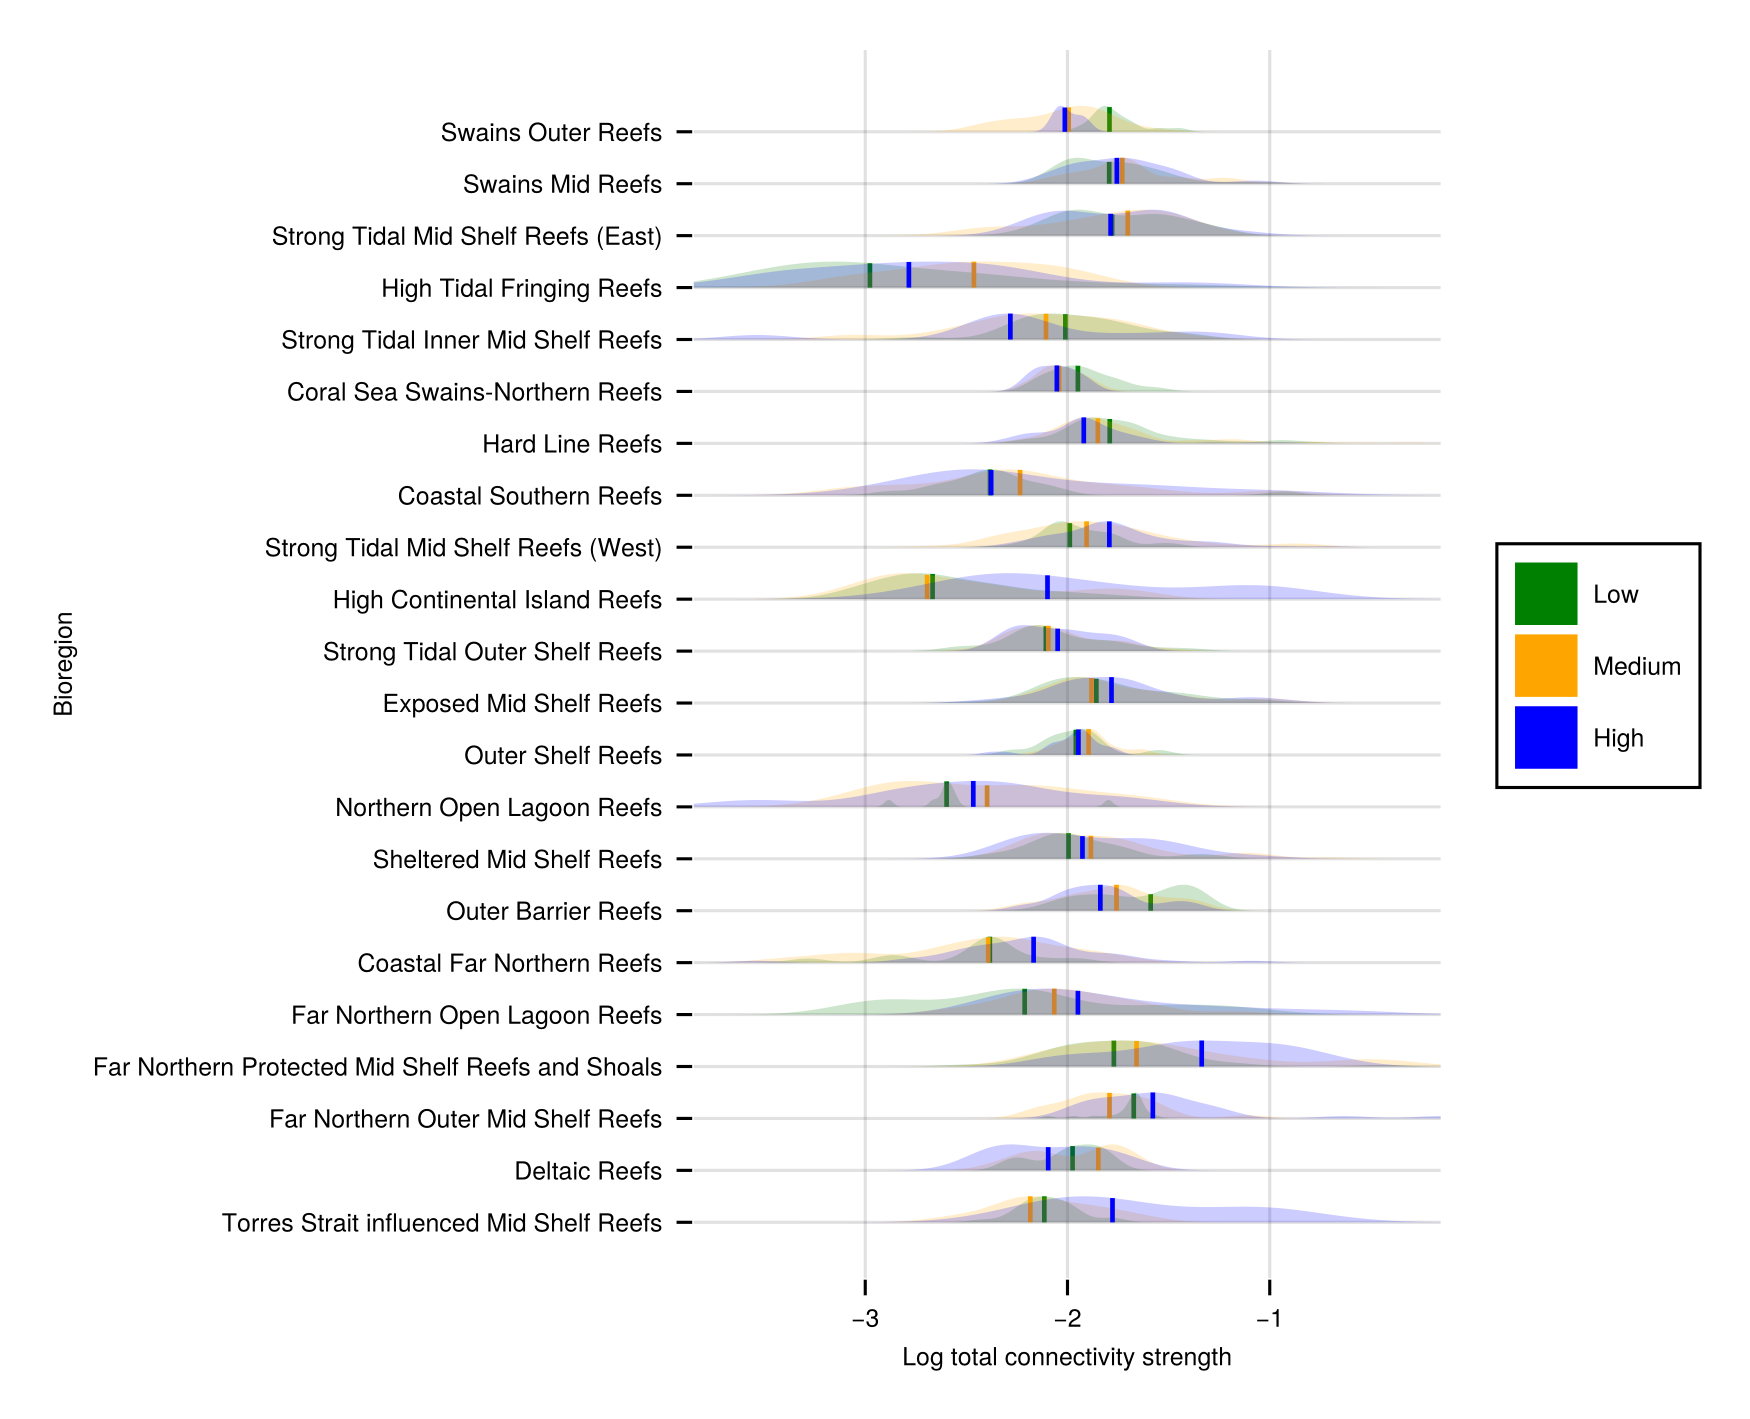 Swains Outer Reefs
Swains Mid Reefs
Strong Tidal Mid Shelf Reefs (East)
High Tidal Fringing Reefs
Strong Tidal Inner Mid Shelf Reefs
Coral Sea Swains-Northern Reefs
Hard Line Reefs
Coastal Southern Reefs
Strong Tidal Mid Shelf Reefs (West)
High Continental Island Reefs
Strong Tidal Outer Shelf Reefs
Exposed Mid Shelf Reefs
Outer Shelf Reefs
Northern Open Lagoon Reefs
Sheltered Mid Shelf Reefs
Outer Barrier Reefs
Coastal Far Northern Reefs
Far Northern Open Lagoon Reefs
Far Northern Protected Mid Shelf Reefs and Shoals
Far Northern Outer Mid Shelf Reefs
Deltaic Reefs
Torres Strait influenced Mid Shelf Reefs
Bioregion
−3 −2 −1
Log total connectivity strength
Low
Medium
High